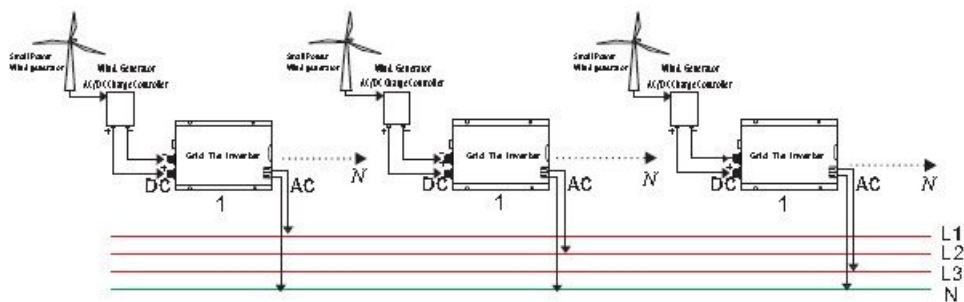 Small Power
Wind generator
Wind. Generator
AC/DC Charge Controller
+ -
Grid Tie Inverter
-
+
DC
AC
N
1
Small Power
Wind generator
Wind. Generator
AC/DC Charge Controller
+ -
Grid Tie Inverter
-
+
DC
AC
N
1
Small Power
Wind generator
Wind. Generator
AC/DC Charge Controller
+ -
Grid Tie Inverter
-
+
DC
AC
N
1
L1
L2
L3
N